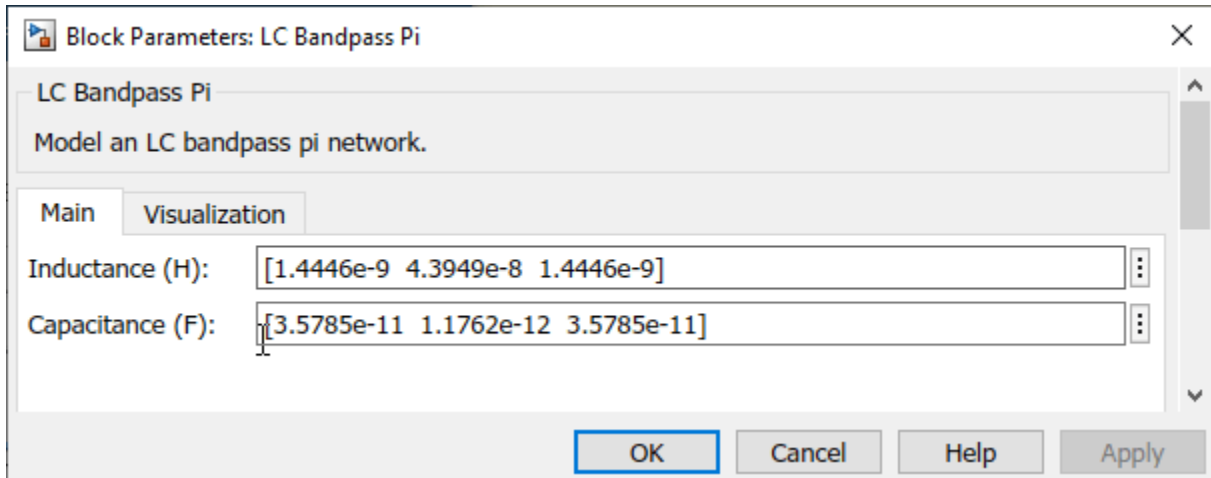 Block Parameters: LC Bandpass Pi
LC Bandpass Pi
Model an LC bandpass pi network.
Main Visualization
Inductance (H): [1.4446e-9 4.3949e-8 1.4446e-9]
Capacitance (F): [3.5785e-11 1.1762e-12 3.5785e-11]
OK Cancel Help Apply